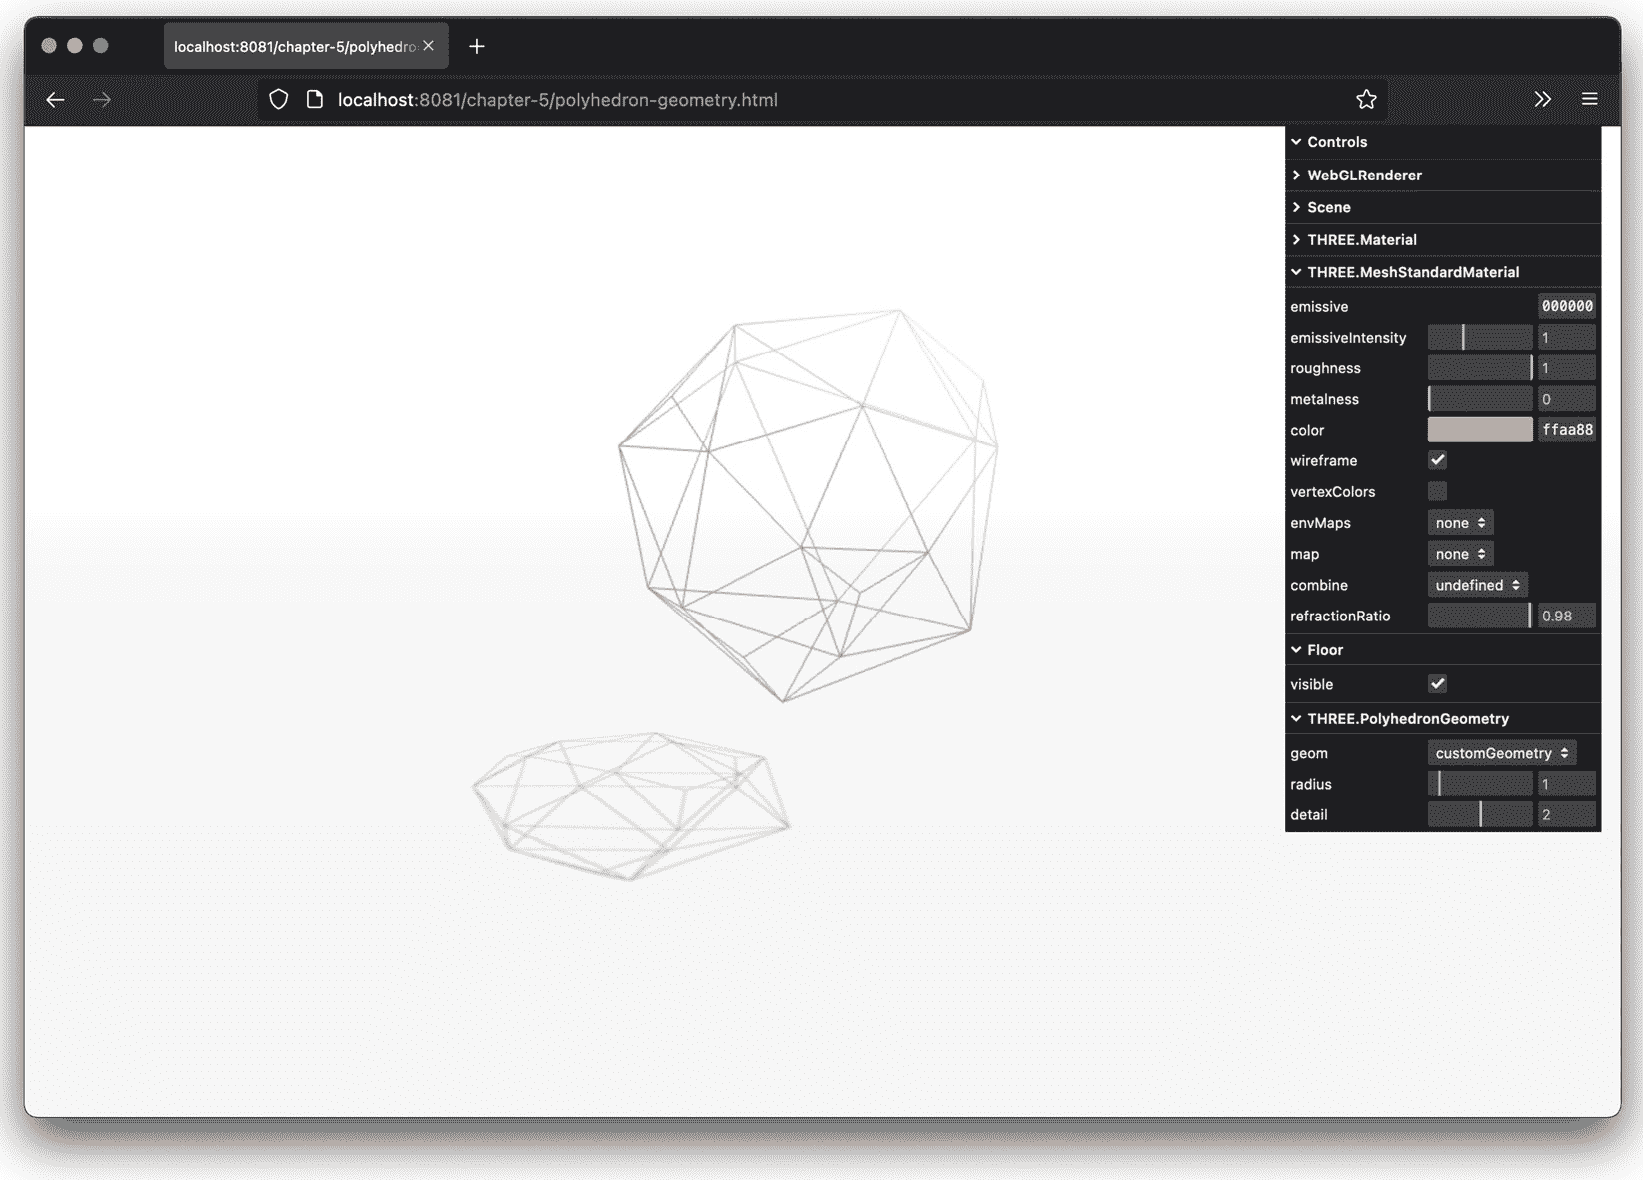 localhost:8081/chapter-5/polyhedro
localhost:8081/chapter-5/polyhedron-geometry.html
Controls
WebGLRenderer
Scene
THREE.Material
THREE.MeshStandardMaterial
emissive 000000
emissiveIntensity 1
roughness 1
metalness 0
color ffaa88
wireframe
vertexColors
envMaps none
map none
combine undefined
refractionRatio 0.98
Floor
visible
THREE.PolyhedronGeometry
geom customGeometry
radius 1
detail 2